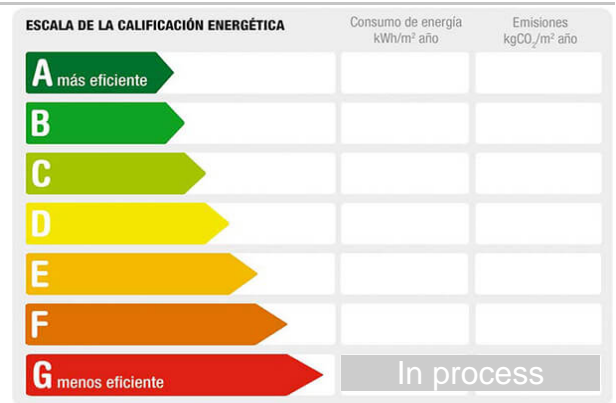 ESCALA DE LA CALIFICACIÓN ENERGÉTICA
Consumo de energía
kWh/m² año
Emisiones
kgCO₂/m² año
A más eficiente
B
C
D
E
F
G menos eficiente
In process